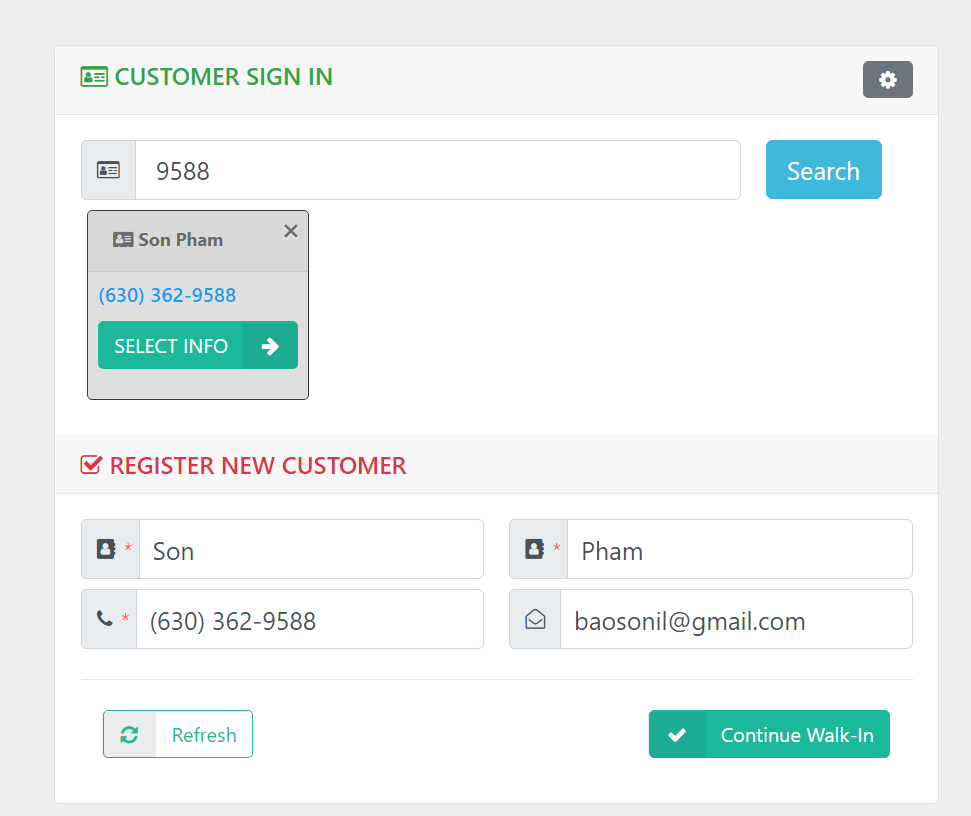 CUSTOMER SIGN IN
9588
Search
Son Pham
(630) 362-9588
SELECT INFO
REGISTER NEW CUSTOMER
* Son
* Pham
* (630) 362-9588
baosonil@gmail.com
Refresh
Continue Walk-In